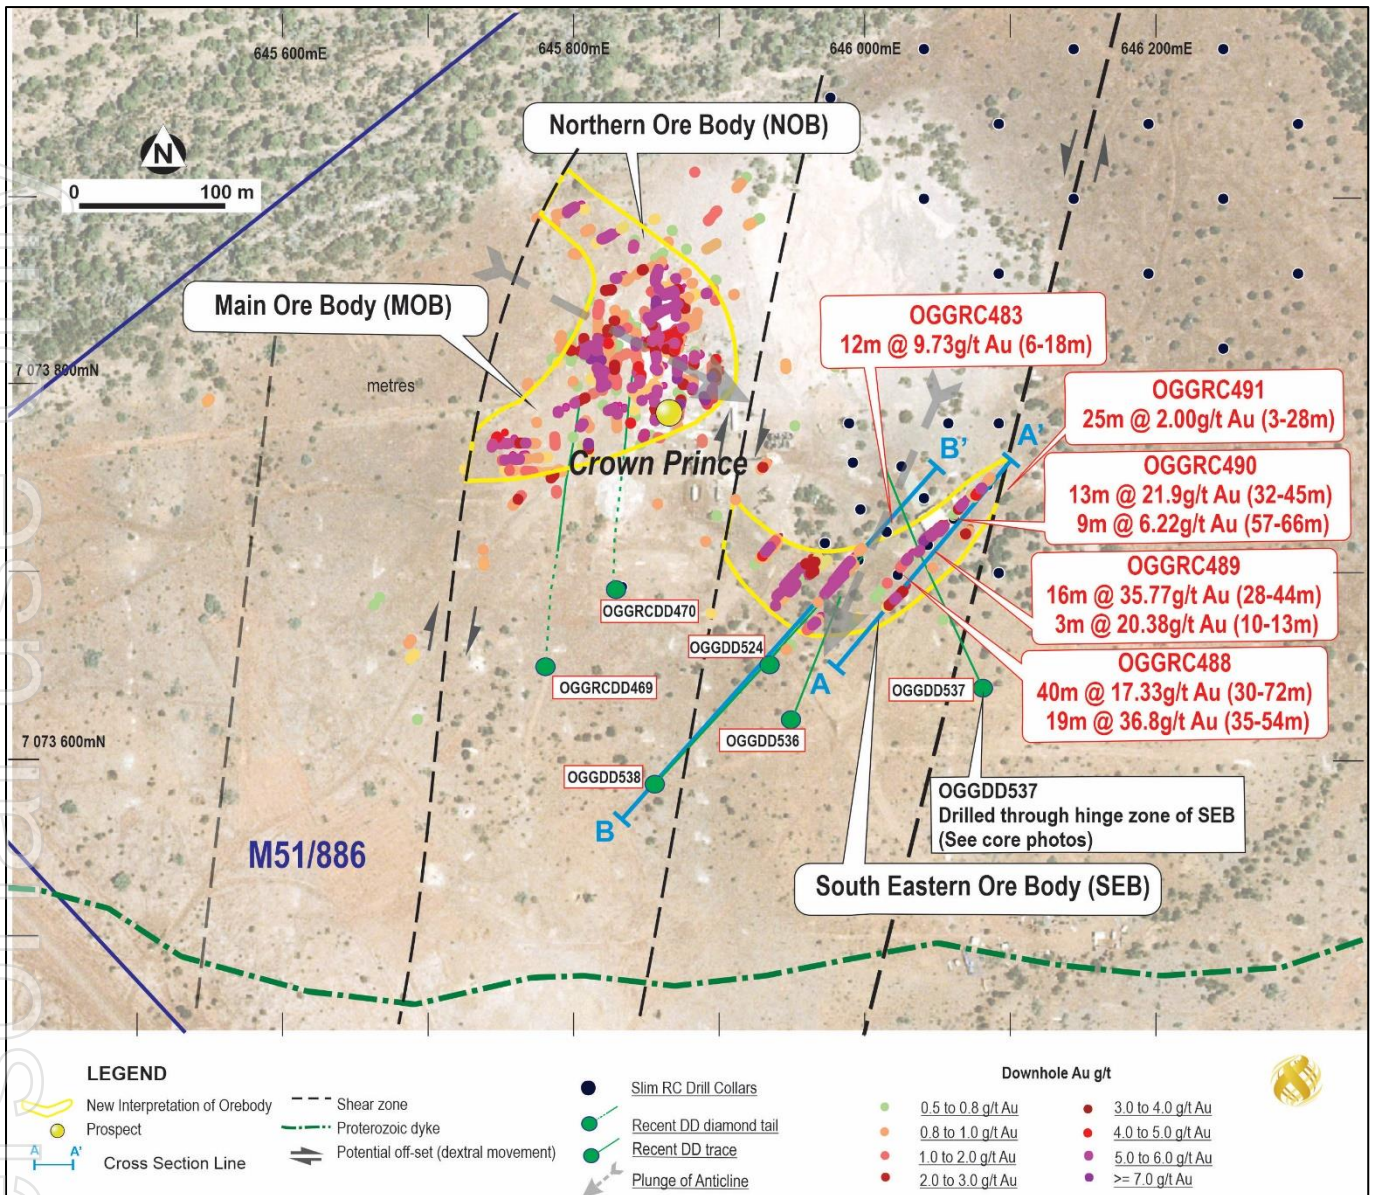 645 600mE
645 800mE
646 000mE
646 200mE
N
0 100 m
Northern Ore Body (NOB)
Main Ore Body (MOB)
7 073 800mN
metres
Crown Prince
OGGRC483
12m @ 9.73g/t Au (6-18m)
OGGRC491
25m @ 2.00g/t Au (3-28m)
B'
A'
OGGRC490
13m @ 21.9g/t Au (32-45m)
9m @ 6.22g/t Au (57-66m)
OGGRC489
16m @ 35.77g/t Au (28-44m)
3m @ 20.38g/t Au (10-13m)
OGGRC488
40m @ 17.33g/t Au (30-72m)
19m @ 36.8g/t Au (35-54m)
OGGRCDD470
OGGDD524
OGGRCDD469
A
OGGDD537
OGGDD536
7 073 600mN
OGGDD538
B
OGGDD537
Drilled through hinge zone of SEB
(See core photos)
M51/886
South Eastern Ore Body (SEB)
LEGEND
New Interpretation of Orebody
Prospect
A A'
Cross Section Line
Shear zone
Proterozoic dyke
Potential off-set (dextral movement)
Slim RC Drill Collars
Recent DD diamond tail
Recent DD trace
Plunge of Anticline
Downhole Au g/t
0.5 to 0.8 g/t Au
0.8 to 1.0 g/t Au
1.0 to 2.0 g/t Au
2.0 to 3.0 g/t Au
3.0 to 4.0 g/t Au
4.0 to 5.0 g/t Au
5.0 to 6.0 g/t Au
>= 7.0 g/t Au